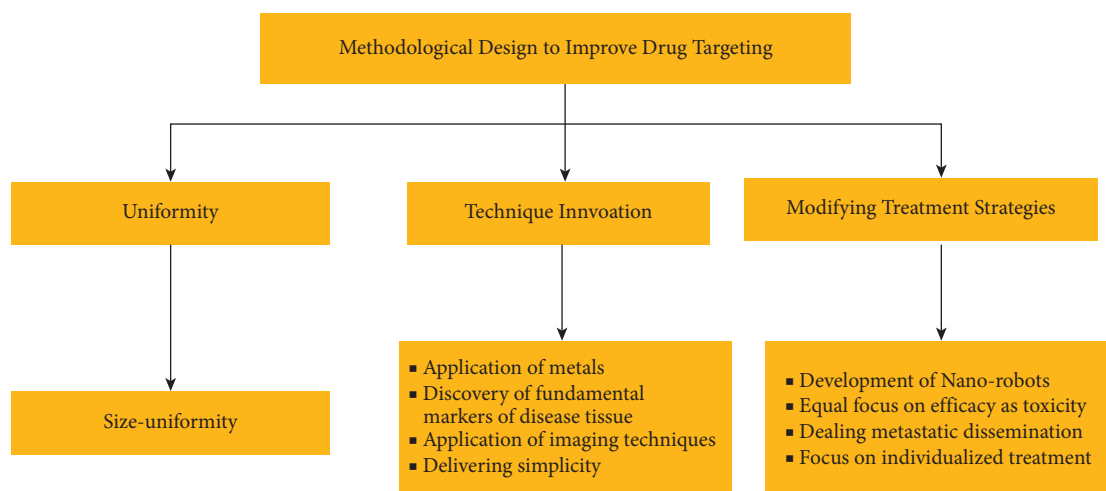 Methodological Design to Improve Drug Targeting
Uniformity
Technique Innvoation
Modifying Treatment Strategies
Size-uniformity
▪ Application of metals
▪ Discovery of fundamental
markers of disease tissue
▪ Application of imaging techniques
▪ Delivering simplicity
▪ Development of Nano-robots
▪ Equal focus on efficacy as toxicity
▪ Dealing metastatic dissemination
▪ Focus on individualized treatment